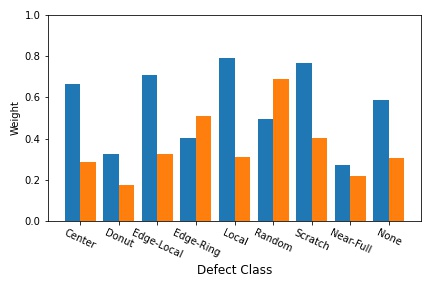 1.0
0.8
0.6
0.4
0.2
0.0
Weight
Center
Donut
Edge-Local
Edge-Ring
Local
Random
Scratch
Near-Full
None
Defect Class